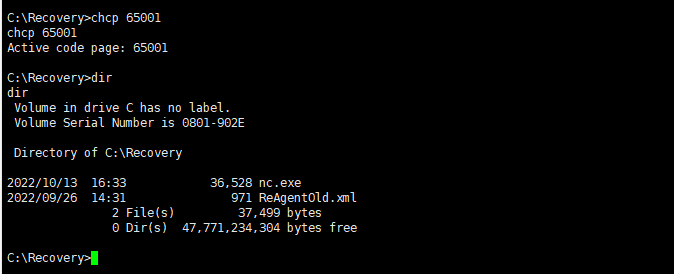 C:\Recovery>chcp 65001
chcp 65001
Active code page: 65001
C:\Recovery>dir
dir
 Volume in drive C has no label.
 Volume Serial Number is 0801-902E
 Directory of C:\Recovery
2022/10/13  16:33            36,528 nc.exe
2022/09/26  14:31               971 ReAgentOld.xml
               2 File(s)         37,499 bytes
               0 Dir(s)  47,771,234,304 bytes free
C:\Recovery>